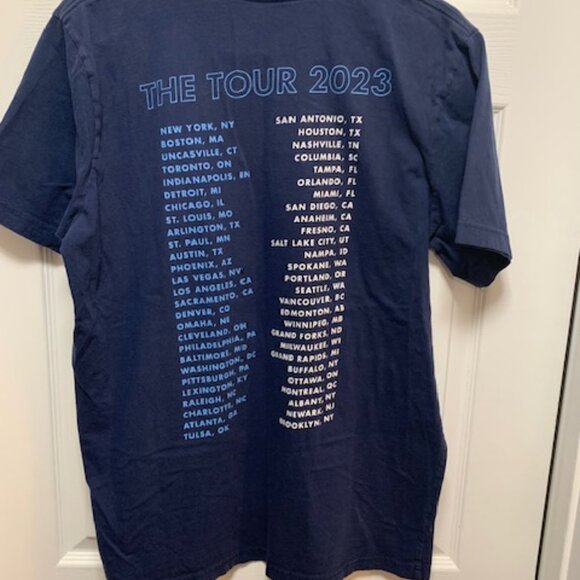 THE TOUR 2023
NEW YORK, NY
BOSTON, MA
UNCASVILLE, CT
TORONTO, ON
INDIANAPOLIS, IN
DETROIT, MI
CHICAGO, IL
ST. LOUIS, MO
ARLINGTON, TX
ST. PAUL, MN
AUSTIN, TX
PHOENIX, AZ
LAS VEGAS, NV
LOS ANGELES, CA
SACRAMENTO, CA
DENVER, CO
OMAHA, NE
CLEVELAND, OH
PHILADELPHIA, PA
BALTIMORE, MD
WASHINGTON, DC
PITTSBURGH, PA
LEXINGTON, KY
RALEIGH, NC
CHARLOTTE, NC
ATLANTA, GA
TULSA, OK
SAN ANTONIO, TX
HOUSTON, TX
NASHVILLE, TN
COLUMBIA, SC
TAMPA, FL
ORLANDO, FL
MIAMI, FL
SAN DIEGO, CA
ANAHEIM, CA
FRESNO, CA
SALT LAKE CITY, UT
NAMPA, ID
SPOKANE, WA
PORTLAND, OR
SEATTLE, WA
VANCOUVER, BC
EDMONTON, AB
WINNIPEG, MB
GRAND FORKS, ND
MILWAUKEE, WI
GRAND RAPIDS, MI
BUFFALO, NY
OTTAWA, ON
MONTREAL, QC
ALBANY, NY
NEWARK, NJ
BROOKLYN, NY